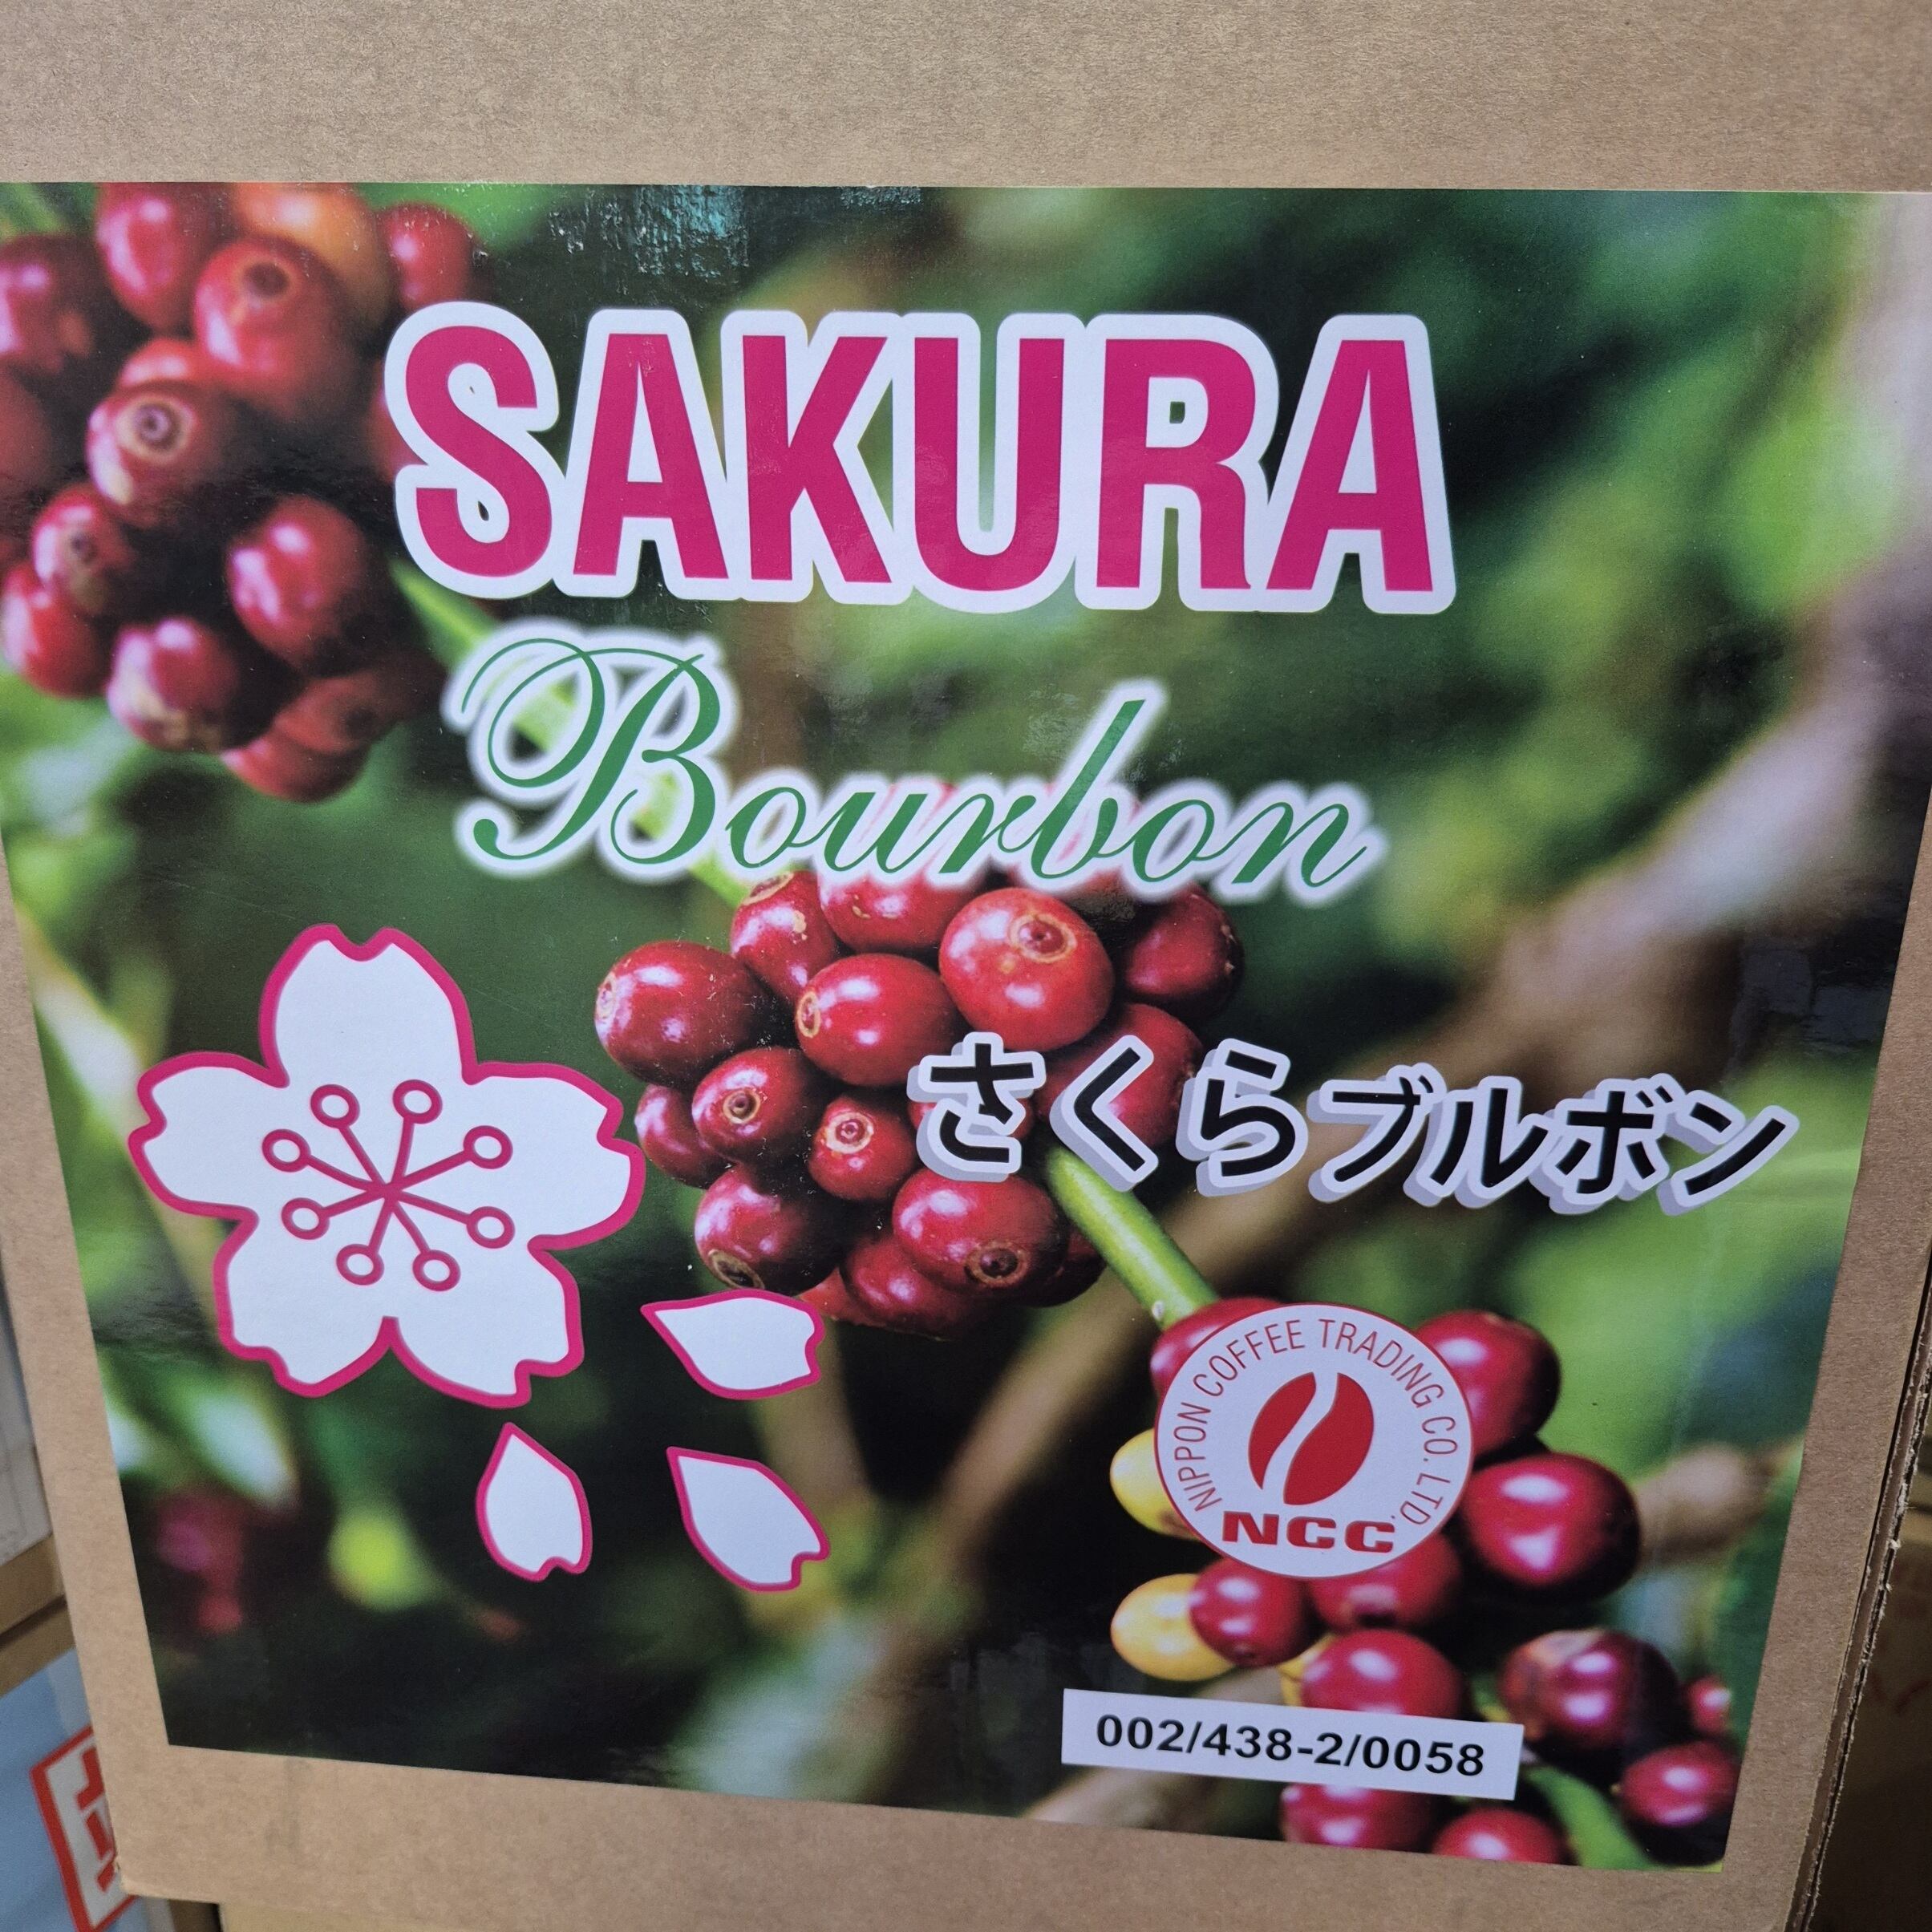 SAKURA
Bourbon
さくらブルボン
NIPPON COFFEE TRADING CO. LTD.
NCC
002/438-2/0058